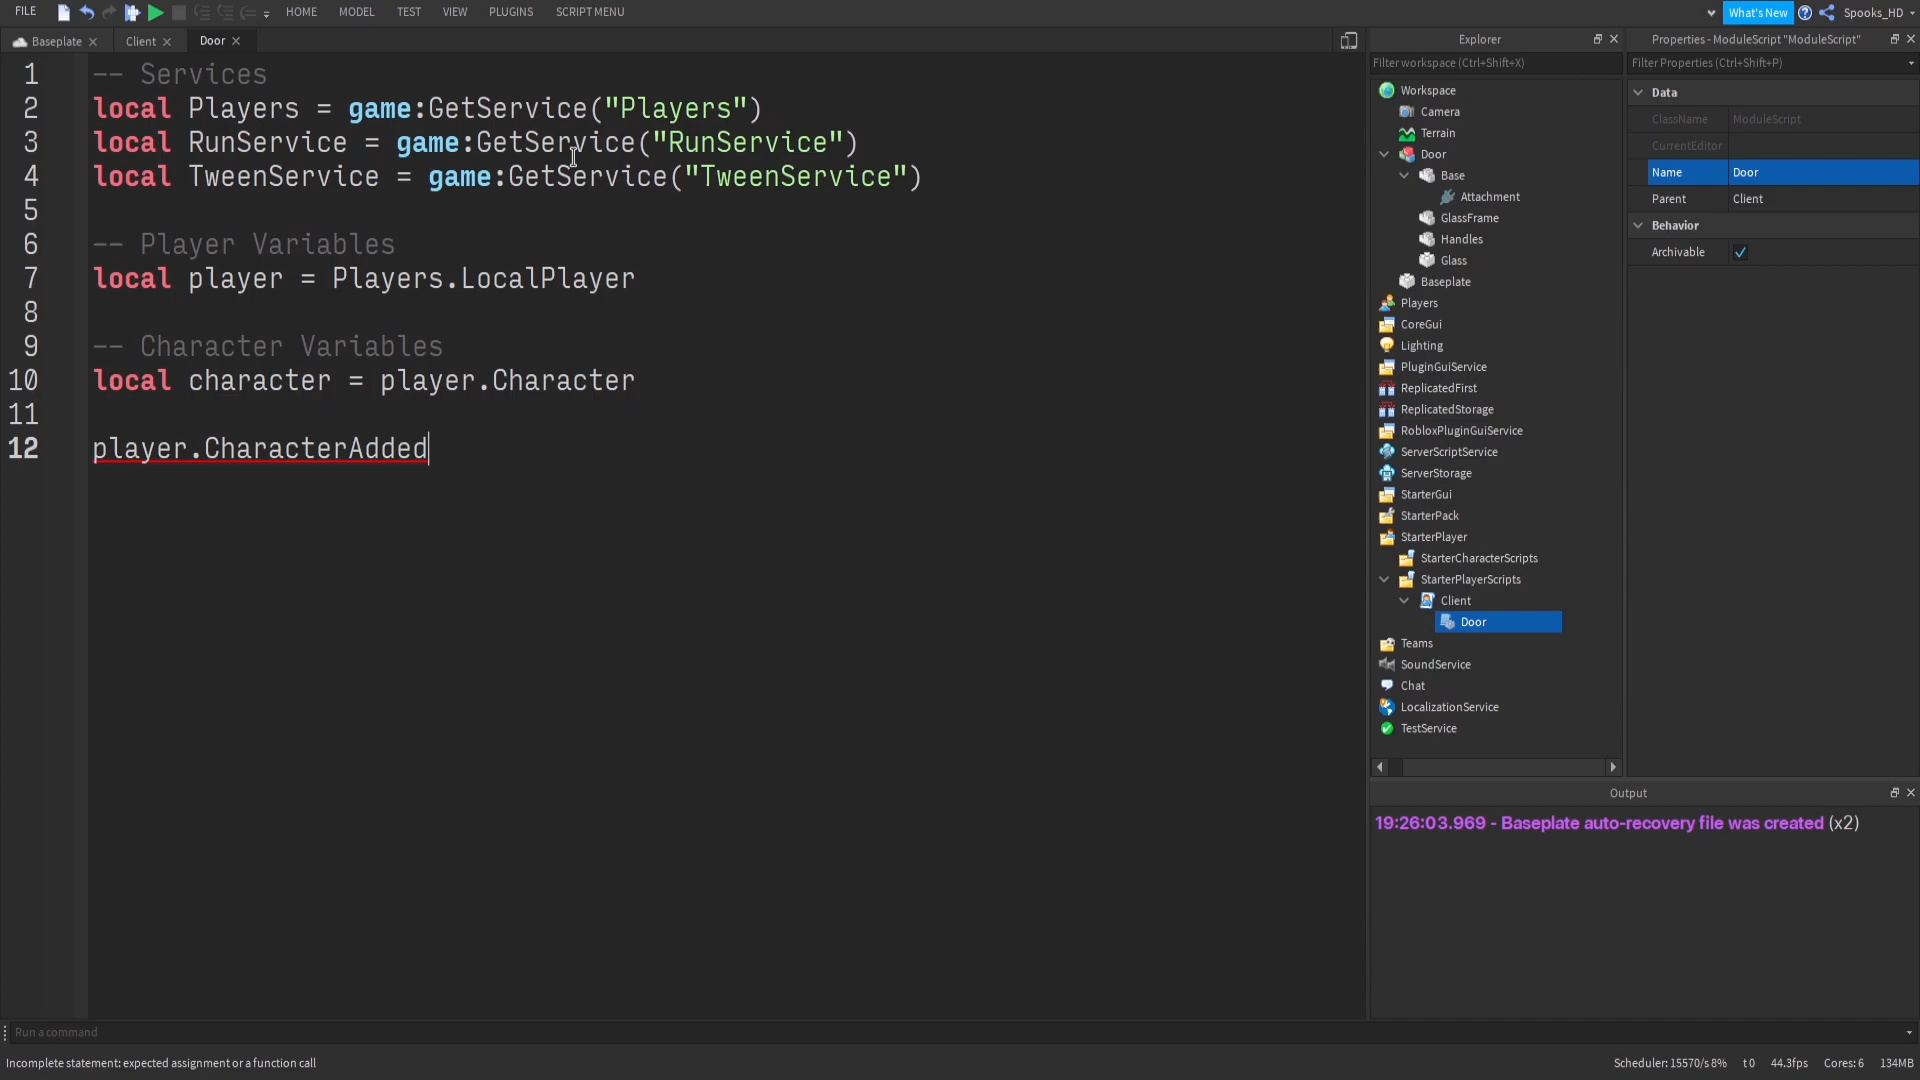 FILE
HOME
MODEL
TEST
VIEW
PLUGINS
SCRIPT MENU
What's New
Spooks_HD
Baseplate
Client
Door
1 -- Services
2 local Players = game:GetService("Players")
3 local RunService = game:GetService("RunService")
4 local TweenService = game:GetService("TweenService")
5
6 -- Player Variables
7 local player = Players.LocalPlayer
8
9 -- Character Variables
10 local character = player.Character
11
12 player.CharacterAdded
Explorer
Filter workspace (Ctrl+Shift+X)
Workspace
Camera
Terrain
Door
Base
Attachment
GlassFrame
Handles
Glass
Baseplate
Players
CoreGui
Lighting
PluginGuiService
ReplicatedFirst
ReplicatedStorage
RobloxPluginGuiService
ServerScriptService
ServerStorage
StarterGui
StarterPack
StarterPlayer
StarterCharacterScripts
StarterPlayerScripts
Client
Door
Teams
SoundService
Chat
LocalizationService
TestService
Properties - ModuleScript "ModuleScript"
Filter Properties (Ctrl+Shift+P)
Data
ClassName ModuleScript
CurrentEditor
Name Door
Parent Client
Behavior
Archivable
Output
19:26:03.969 - Baseplate auto-recovery file was created (x2)
Run a command
Incomplete statement: expected assignment or a function call
Scheduler: 15570/s 8% t 0 44.3fps Cores: 6 134MB